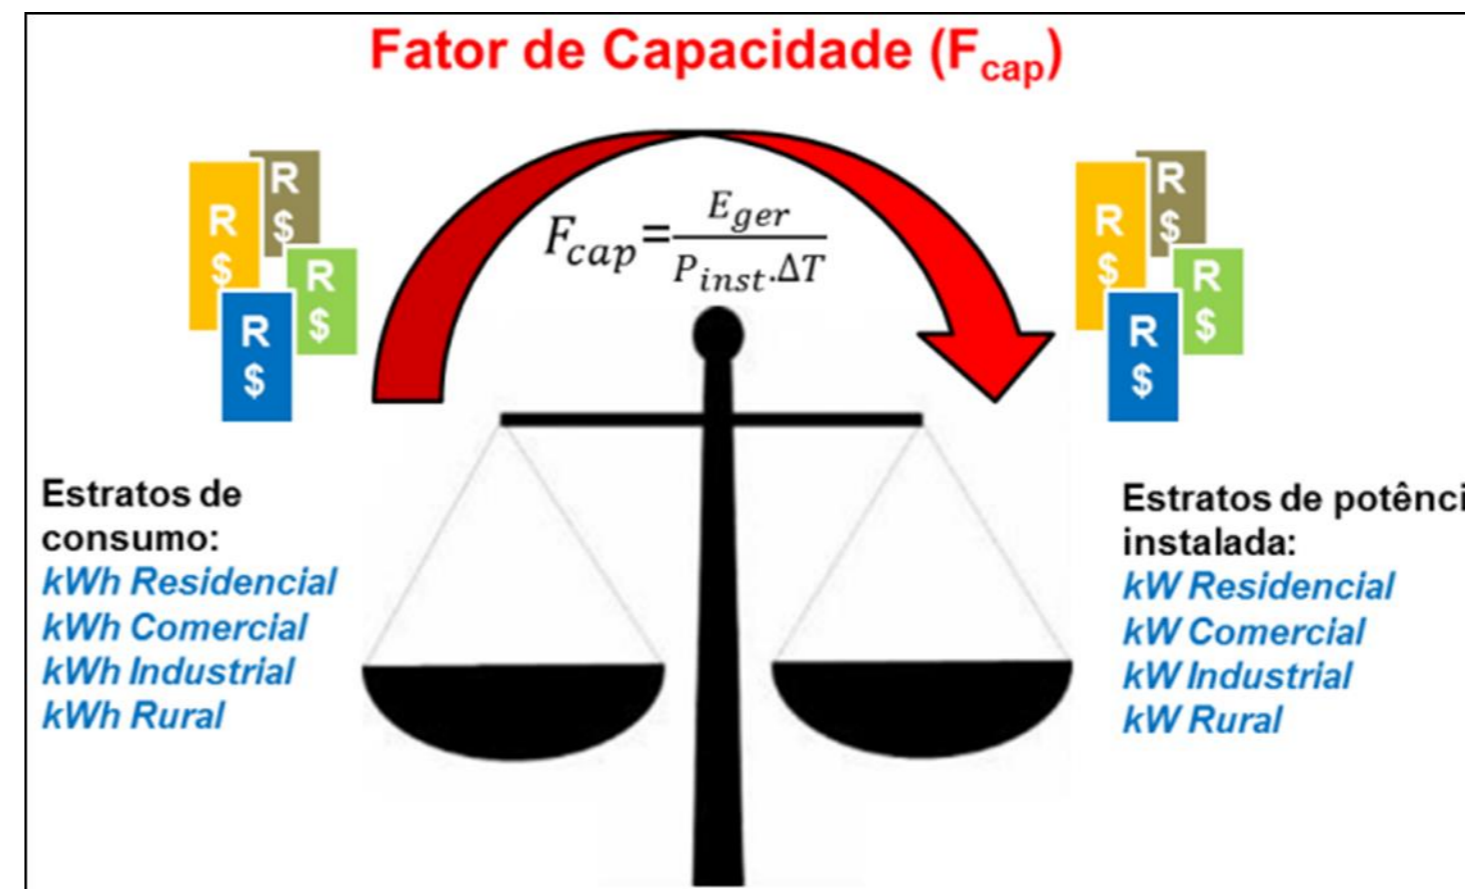 Fator de Capacidade (Fcap)
R
$
R
$
R
$
R
$
Fcap=Eger/Pinst.ΔT
R
$
R
$
R
$
R
$
Estratos de
consumo:
kWh Residencial
kWh Comercial
kWh Industrial
kWh Rural
Estratos de potênci
instalada:
kW Residencial
kW Comercial
kW Industrial
kW Rural